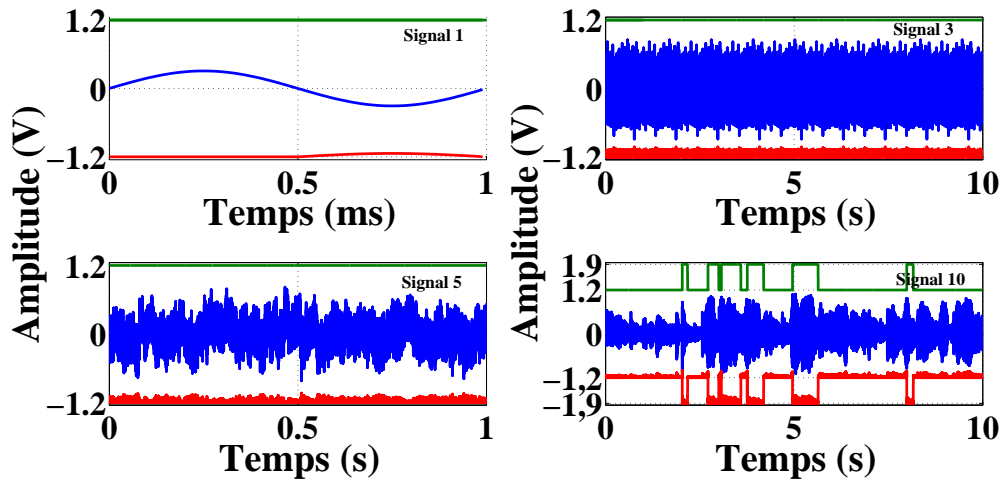 1.2
Signal 1
0
−1.2
0
0.5
1
Temps (ms)
1.2
Signal 3
0
−1.2
0
5
10
Temps (s)
Amplitude (V)
Amplitude (V)
1.2
Signal 5
0
−1.2
0
0.5
1
Temps (s)
1.9
Signal 10
1.2
0
−1.2
−1,9
0
5
10
Temps (s)